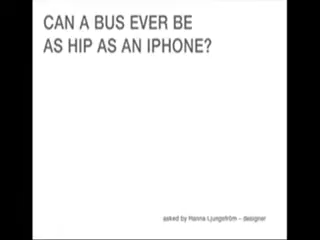 CAN A BUS EVER BE
AS HIP AS AN IPHONE?
asked by Hanna Ljungström – designer